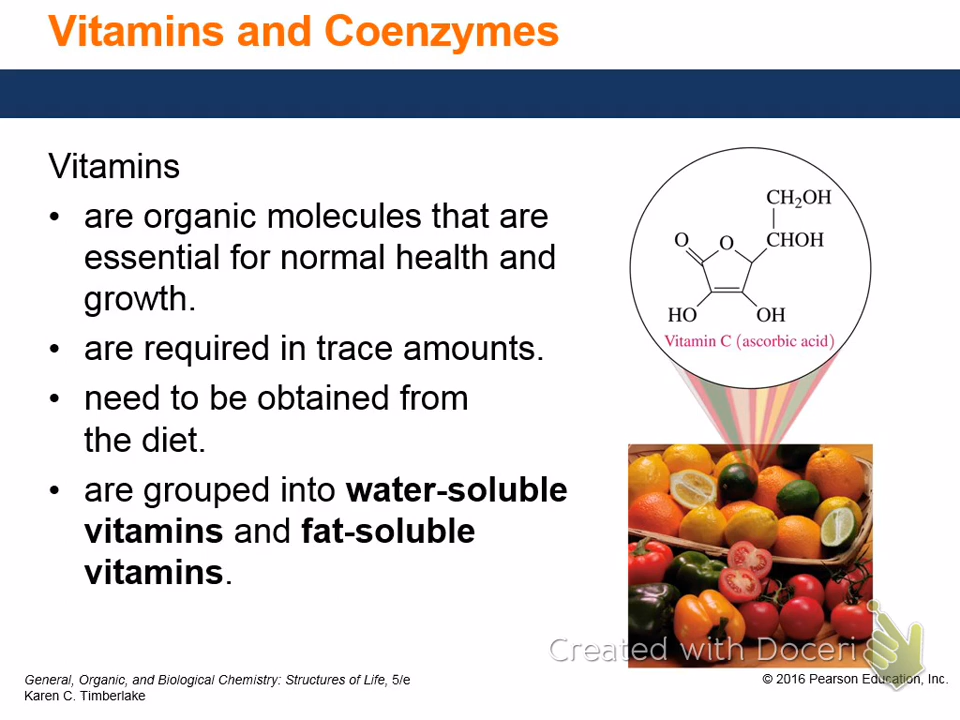 Vitamins and Coenzymes
Vitamins
• are organic molecules that are
essential for normal health and
growth.
• are required in trace amounts.
• need to be obtained from
the diet.
• are grouped into water-soluble
vitamins and fat-soluble
vitamins.
CH₂OH
O O CHOH
HO OH
Vitamin C (ascorbic acid)
Created with Doceri
General, Organic, and Biological Chemistry: Structures of Life, 5/e
Karen C. Timberlake
© 2016 Pearson Education, Inc.